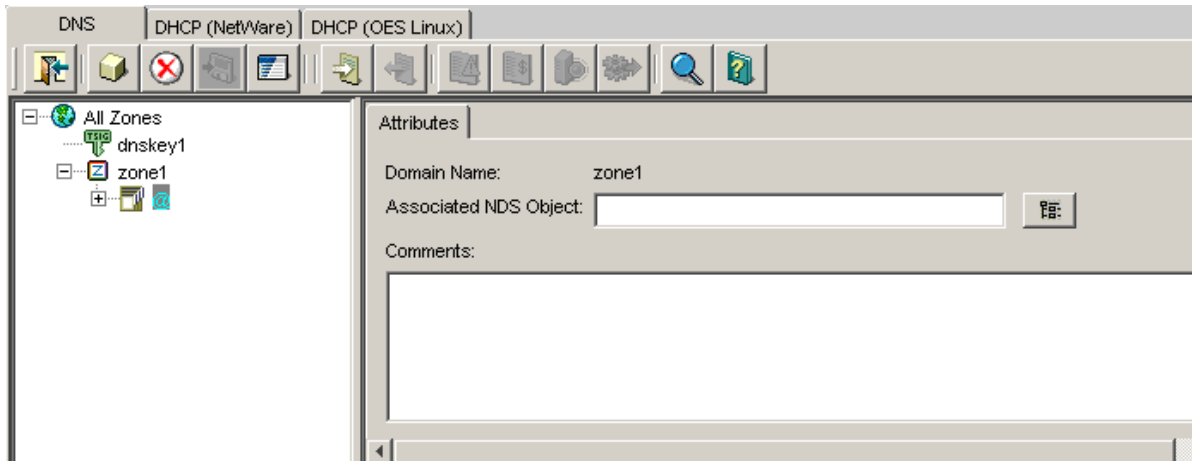 DNS
DHCP (NetWare)
DHCP (OES Linux)
All Zones
TSIG
dnskey1
Z zone1
@
Attributes
Domain Name: zone1
Associated NDS Object:
Comments: